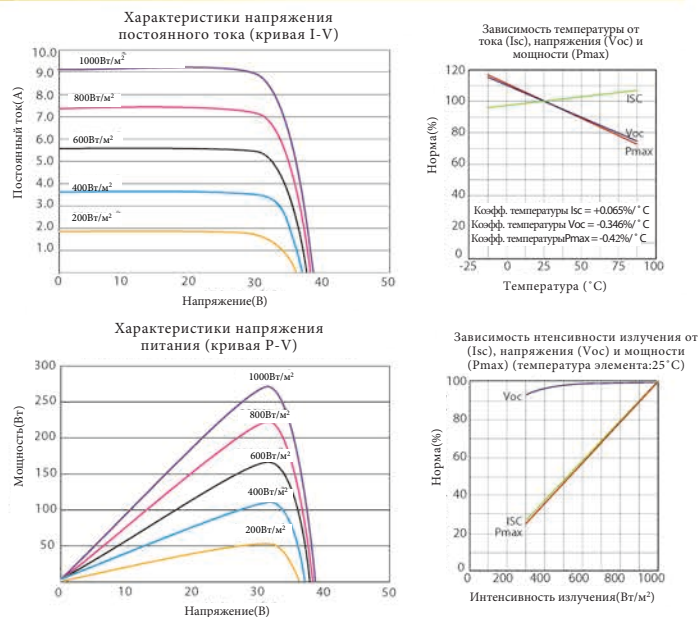 Характеристики напряжения
постоянного тока (кривая I-V)
10.0
9.0
8.0
7.0
6.0
5.0
4.0
3.0
2.0
1.0
0
1000Вт/м²
800Вт/м²
600Вт/м²
400Вт/м²
200Вт/м²
Постоянный ток(А)
0 10 20 30 40 50
Напряжение(В)
Зависимость температуры от
тока (Isc), напряжения (Voc) и
мощности (Pmax)
120
100
80
60
40
20
0
Норма(%)
ISC
Voc
Pmax
Коэфф. температуры Isc = +0.065%/˚C
Коэфф. температуры Voc = -0.346%/˚C
Коэфф. температурыPmax = -0.42%/˚C
-25 0 25 50 75 100
Температура (˚C)
Характеристики напряжения
питания (кривая P-V)
300
250
200
150
100
50
Мощность(Вт)
1000Вт/м²
800Вт/м²
600Вт/м²
400Вт/м²
200Вт/м²
0 10 20 30 40 50
Напряжение(В)
Зависимость нтенсивности излучения от
(Isc), напряжения (Voc) и мощности
(Pmax) (температура элемента:25˚C)
100
80
60
40
20
0
Норма(%)
Voc
ISC
Pmax
0 200 400 600 800 1000
Интенсивность излучения(Вт/м²)